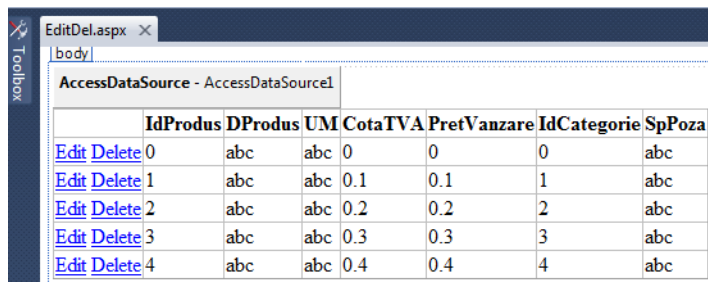 EditDel.aspx
Toolbox
body
AccessDataSource - AccessDataSource1
IdProdus DProdus UM CotaTVA PretVanzare IdCategorie SpPoza
Edit Delete 0 abc abc 0 0 0 abc
Edit Delete 1 abc abc 0.1 0.1 1 abc
Edit Delete 2 abc abc 0.2 0.2 2 abc
Edit Delete 3 abc abc 0.3 0.3 3 abc
Edit Delete 4 abc abc 0.4 0.4 4 abc